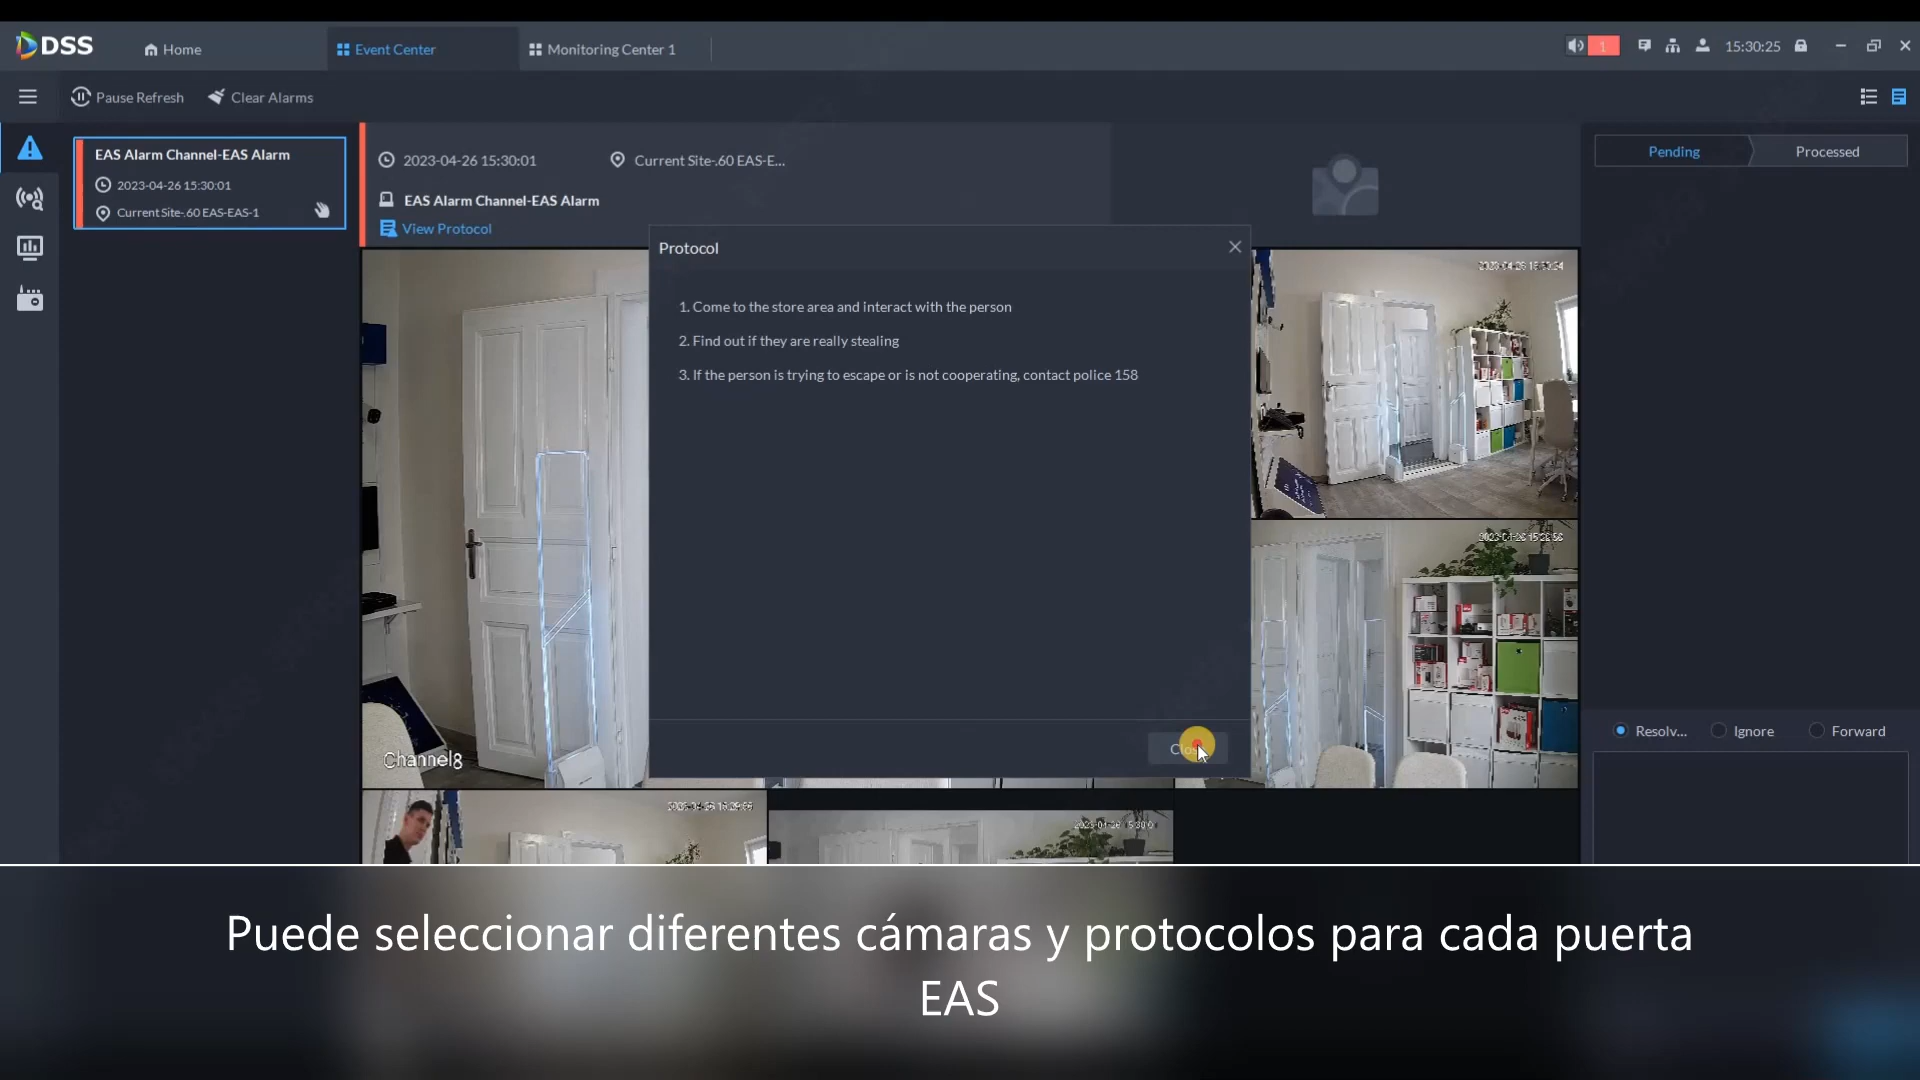 DSS
Home
Event Center
Monitoring Center 1
1
15:30:25
Pause Refresh
Clear Alarms
EAS Alarm Channel-EAS Alarm
2023-04-26 15:30:01
Current Site-.60 EAS-EAS-1
2023-04-26 15:30:01
Current Site-.60 EAS-E...
EAS Alarm Channel-EAS Alarm
View Protocol
Pending
Processed
Protocol
1. Come to the store area and interact with the person
2. Find out if they are really stealing
3. If the person is trying to escape or is not cooperating, contact police 158
Channel8
Resolv...
Ignore
Forward
Puede seleccionar diferentes cámaras y protocolos para cada puerta
EAS